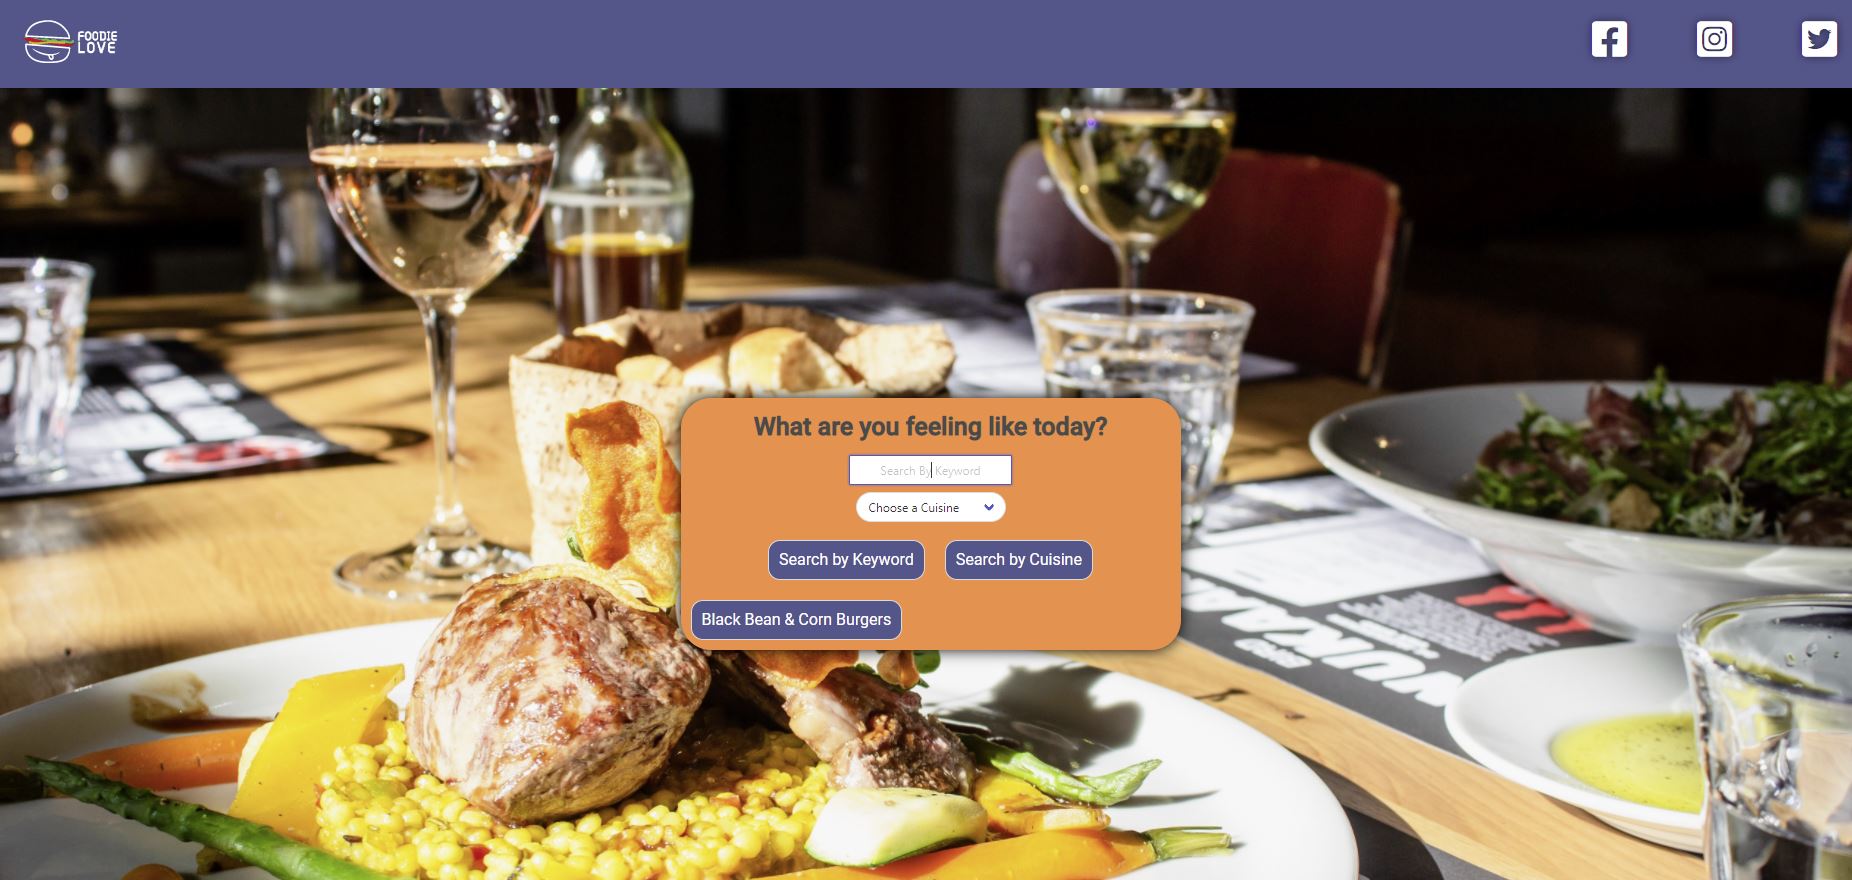 FOODIE
LOVE
What are you feeling like today?
Search By Keyword
Choose a Cuisine
Search by Keyword
Search by Cuisine
Black Bean & Corn Burgers